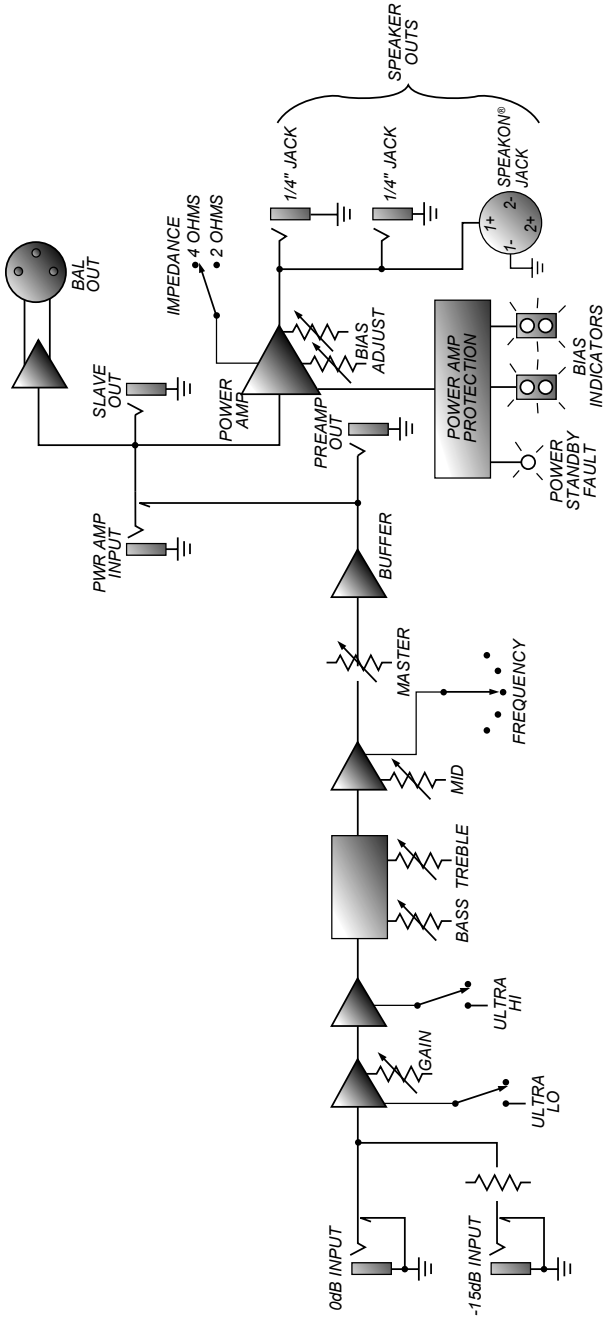 0dB INPUT
-15dB INPUT
ULTRA
LO
GAIN
ULTRA
HI
BASS
TREBLE
MID
FREQUENCY
MASTER
BUFFER
PWR AMP
INPUT
SLAVE
OUT
BAL
OUT
PREAMP
OUT
POWER
AMP
IMPEDANCE
4 OHMS
2 OHMS
BIAS
ADJUST
POWER AMP
PROTECTION
POWER
STANDBY
FAULT
BIAS
INDICATORS
1/4" JACK
1/4" JACK
1+
1-
2-
2+
SPEAKON®
JACK
SPEAKER
OUTS